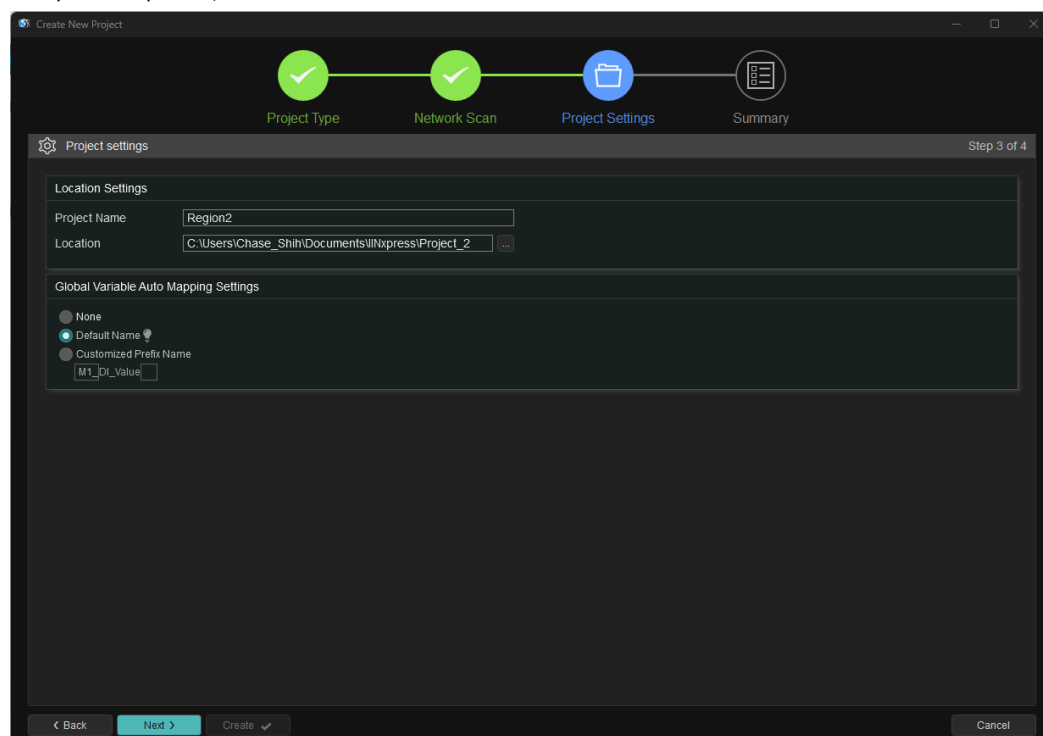 Create New Project
Project Type Network Scan Project Settings Summary
Project settings Step 3 of 4
Location Settings
Project Name Region2
Location C:\Users\Chase_Shih\Documents\IINxpress\Project_2 ...
Global Variable Auto Mapping Settings
None
Default Name
Customized Prefix Name
M1_DI_Value
Back Next Create Cancel